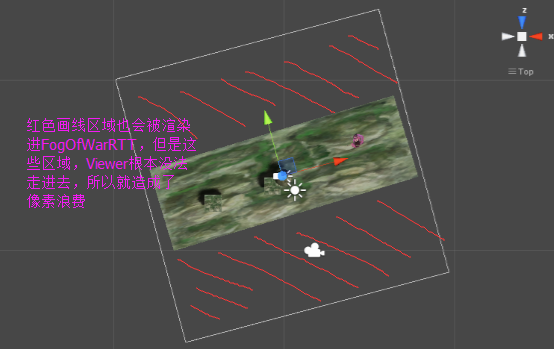 z
x
Top
红色画线区域也会被渲染
进FogOfWarRTT，但是这
些区域，Viewer根本没法
走进去，所以就造成了
像素浪费